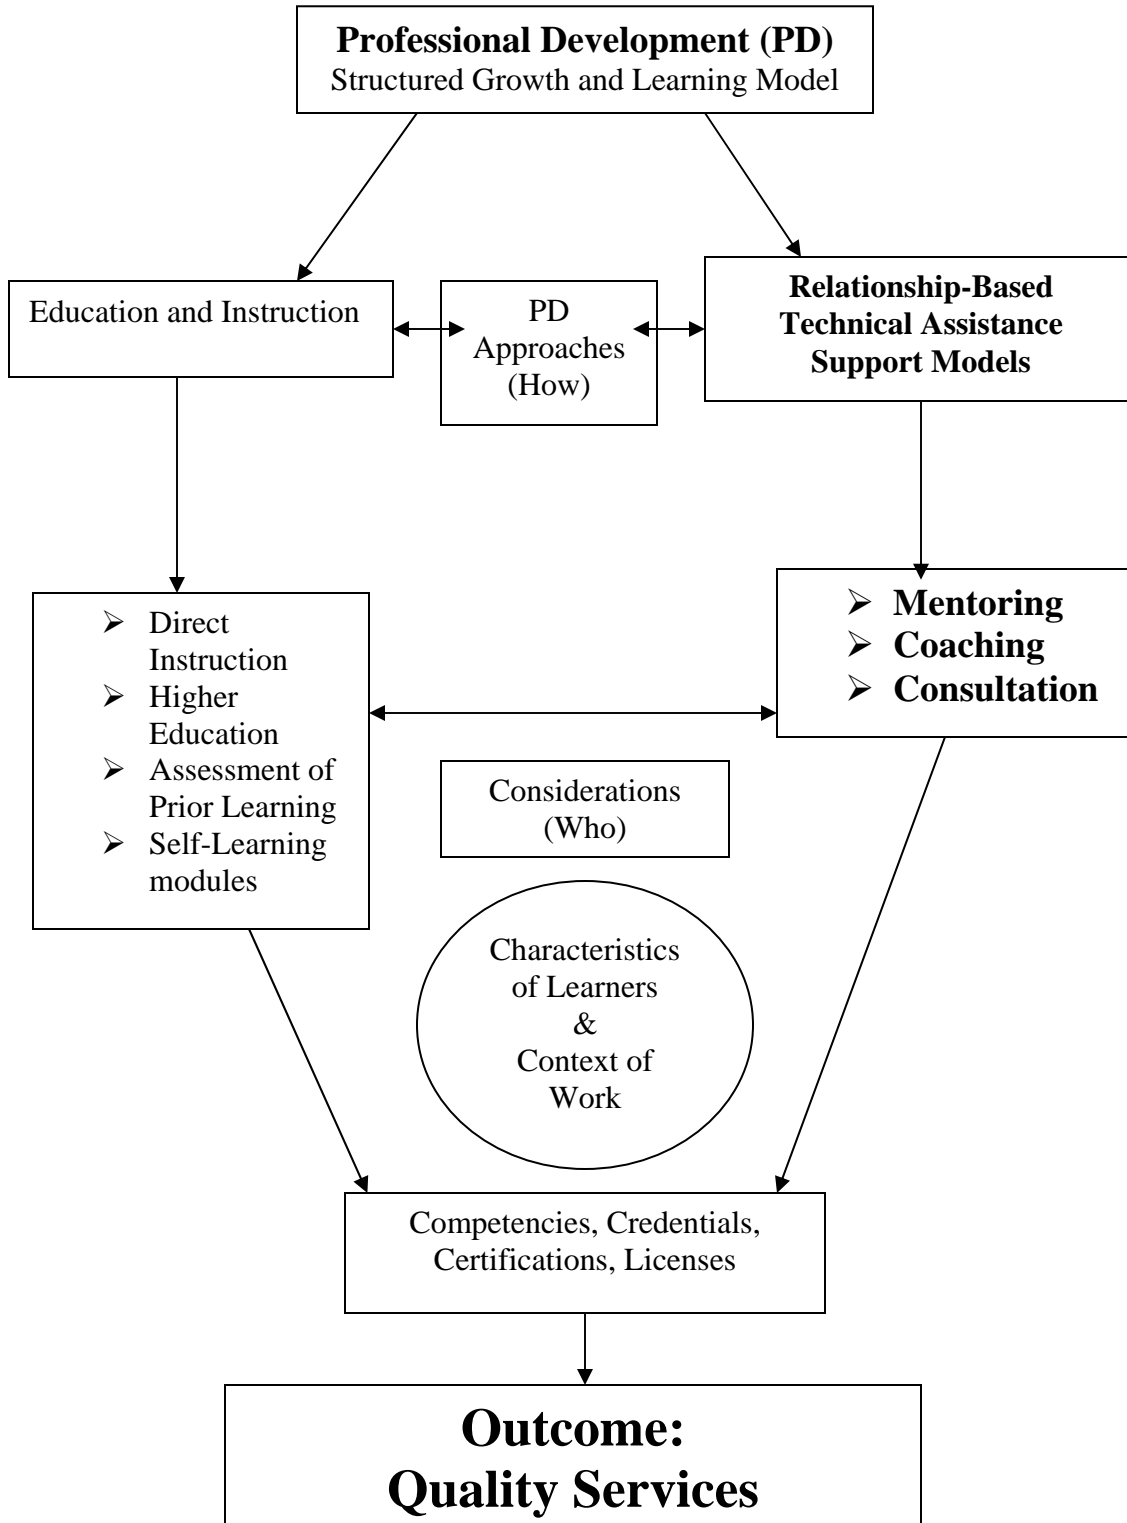 Professional Development (PD)
Structured Growth and Learning Model
Education and Instruction
PD
Approaches
(How)
Relationship-Based
Technical Assistance
Support Models
➢ Direct
Instruction
➢ Higher
Education
➢ Assessment of
Prior Learning
➢ Self-Learning
modules
➢ Mentoring
➢ Coaching
➢ Consultation
Considerations
(Who)
Characteristics
of Learners
&
Context of
Work
Competencies, Credentials,
Certifications, Licenses
Outcome:
Quality Services